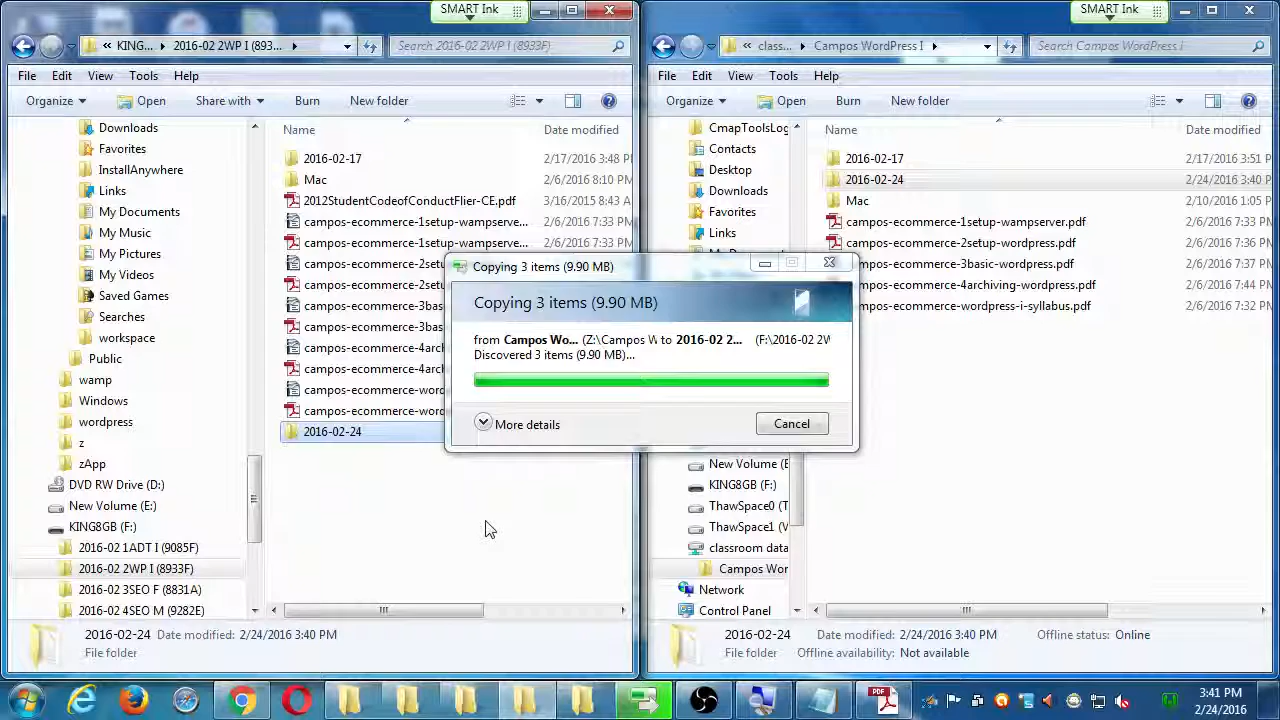 SMART Ink
« KING... 2016-02 2WP I (893...
Search 2016-02 2WP I (8933F)
File Edit View Tools Help
Organize Open Share with Burn New folder
Downloads
Favorites
InstallAnywhere
Links
My Documents
My Music
My Pictures
My Videos
Saved Games
Searches
workspace
Public
wamp
Windows
wordpress
z
zApp
DVD RW Drive (D:)
New Volume (E:)
KING8GB (F:)
2016-02 1ADT I (9085F)
2016-02 2WP I (8933F)
2016-02 3SEO F (8831A)
2016-02 4SEO M (9282E)
Name Date modified
2016-02-17 2/17/2016 3:48 P
Mac 2/6/2016 8:10 PM
2012StudentCodeofConductFlier-CE.pdf 3/16/2015 8:43 A
campos-ecommerce-1setup-wampserve... 2/6/2016 7:33 PM
campos-ecommerce-1setup-wampserve... 2/6/2016 7:33 PM
campos-ecommerce-2setu
campos-ecommerce-2setu
campos-ecommerce-3basi
campos-ecommerce-3basi
campos-ecommerce-4arch
campos-ecommerce-4arch
campos-ecommerce-wor
campos-ecommerce-wor
2016-02-24
2016-02-24 Date modified: 2/24/2016 3:40 PM
File folder
Copying 3 items (9.90 MB)
Copying 3 items (9.90 MB)
from Campos Wo... (Z:\Campos W to 2016-02 2... (F:\2016-02 2W
Discovered 3 items (9.90 MB)...
More details
Cancel
SMART Ink
« class... Campos WordPress I
Search Campos WordPress I
File Edit View Tools Help
Organize Open Burn New folder
CmapToolsLog
Contacts
Desktop
Downloads
Favorites
Links
New Volume (E
KING8GB (F:)
ThawSpace0 (T
ThawSpace1 (V
classroom data
Campos Wor
Network
Control Panel
Name Date modified
2016-02-17 2/17/2016 3:51 P
2016-02-24 2/24/2016 3:40 P
Mac 2/10/2016 1:05 P
campos-ecommerce-1setup-wampserver.pdf 2/6/2016 7:33 PM
campos-ecommerce-2setup-wordpress.pdf 2/6/2016 7:36 PM
campos-ecommerce-3basic-wordpress.pdf 2/6/2016 7:38 PM
campos-ecommerce-4archiving-wordpress.pdf 2/6/2016 7:44 PM
campos-ecommerce-wordpress-i-syllabus.pdf 2/6/2016 7:32 PM
2016-02-24 Date modified: 2/24/2016 3:40 PM Offline status: Online
File folder Offline availability: Not available
PDF
3:41 PM
2/24/2016